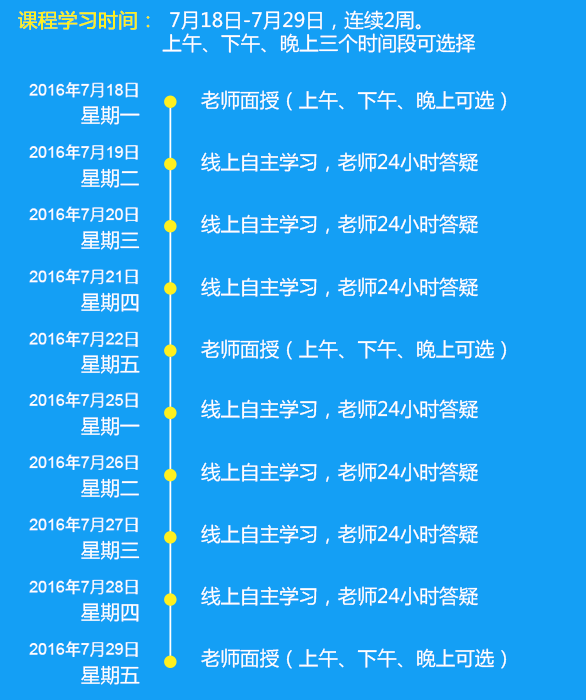 课程学习时间： 7月18日-7月29日，连续2周。
上午、下午、晚上三个时间段可选择
2016年7月18日
星期一
老师面授（上午、下午、晚上可选）
2016年7月19日
星期二
线上自主学习，老师24小时答疑
2016年7月20日
星期三
线上自主学习，老师24小时答疑
2016年7月21日
星期四
线上自主学习，老师24小时答疑
2016年7月22日
星期五
老师面授（上午、下午、晚上可选）
2016年7月25日
星期一
线上自主学习，老师24小时答疑
2016年7月26日
星期二
线上自主学习，老师24小时答疑
2016年7月27日
星期三
线上自主学习，老师24小时答疑
2016年7月28日
星期四
线上自主学习，老师24小时答疑
2016年7月29日
星期五
老师面授（上午、下午、晚上可选）